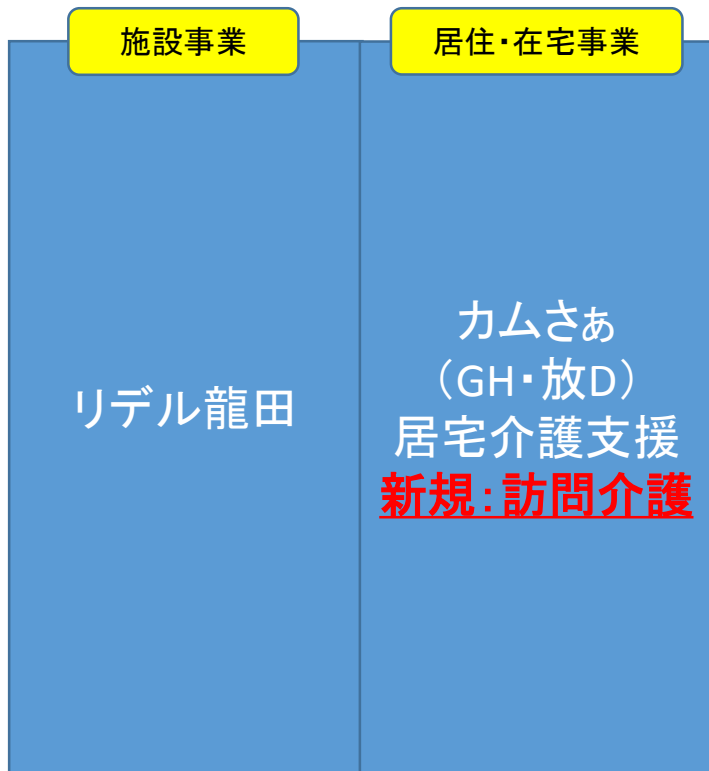 施設事業
居住・在宅事業
リデル龍田
カムさぁ
（GH・放D）
居宅介護支援
新規：訪問介護